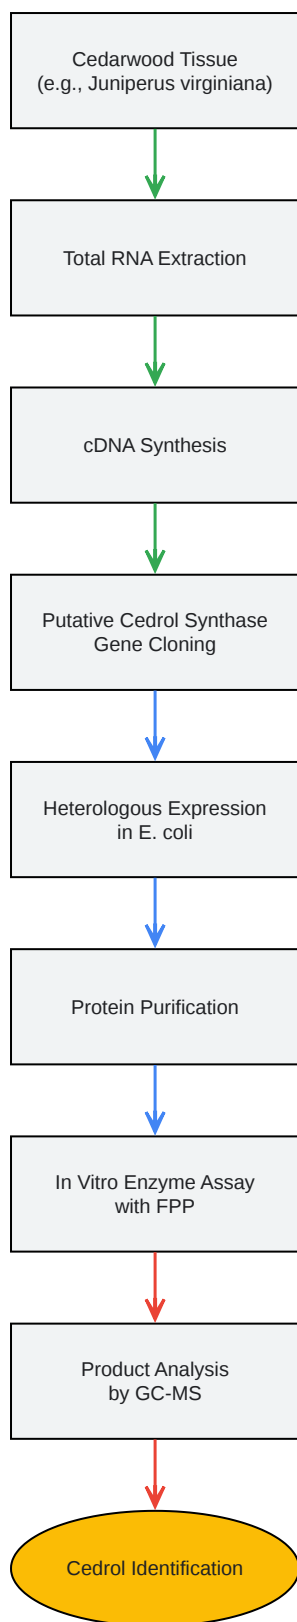 Cedarwood Tissue
(e.g., Juniperus virginiana)
Total RNA Extraction
cDNA Synthesis
Putative Cedrol Synthase
Gene Cloning
Heterologous Expression
in E. coli
Protein Purification
In Vitro Enzyme Assay
with FPP
Product Analysis
by GC-MS
Cedrol Identification